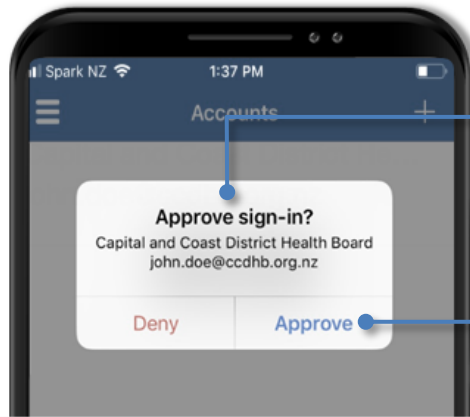 Spark NZ 1:37 PM
Accounts
Approve sign-in?
Capital and Coast District Health Board
john.doe@ccdhb.org.nz
Deny Approve